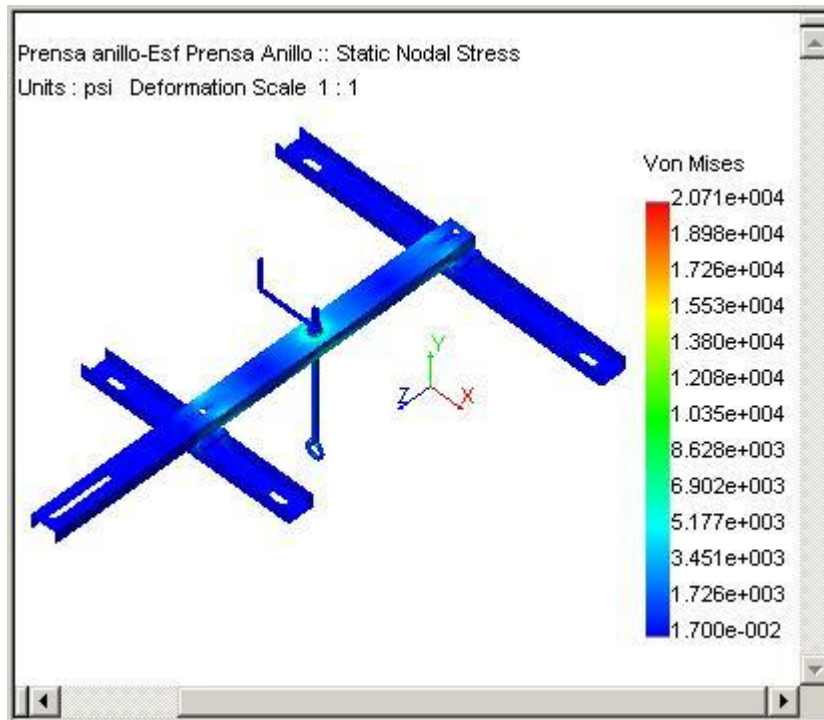 Prensa anillo-Esf Prensa Anillo :: Static Nodal Stress
Units : psi Deformation Scale 1 : 1
Von Mises
2.071e+004
1.898e+004
1.726e+004
1.553e+004
1.380e+004
1.208e+004
1.035e+004
8.628e+003
6.902e+003
5.177e+003
3.451e+003
1.726e+003
1.700e-002
Y
Z
X